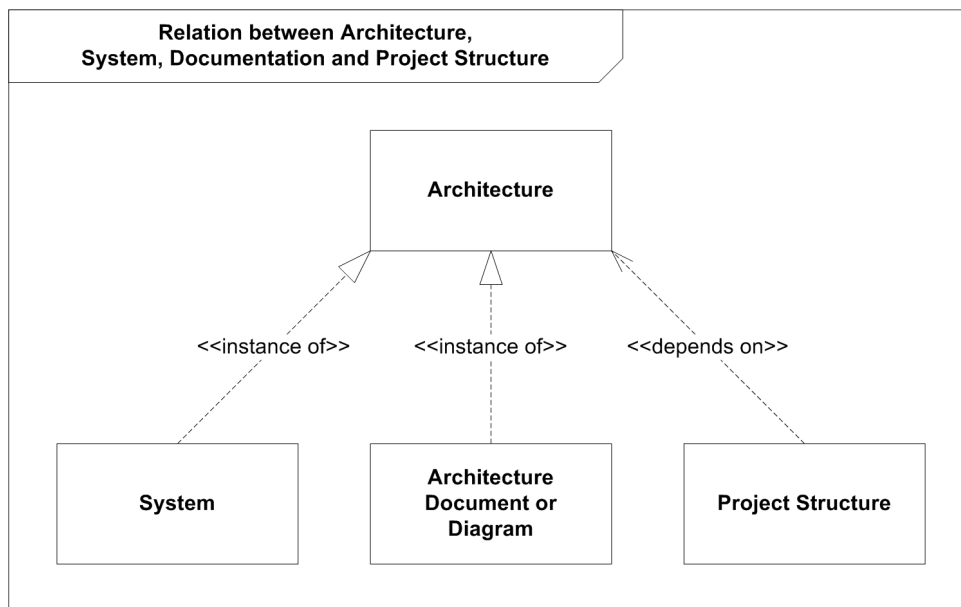 Relation between Architecture,
System, Documentation and Project Structure
Architecture
<<instance of>>
<<instance of>>
<<depends on>>
System
Architecture
Document or
Diagram
Project Structure